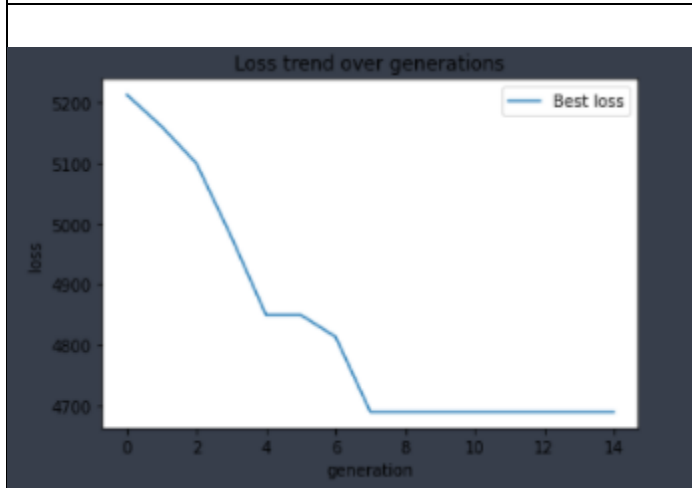 Loss trend over generations
Best loss
5200
5100
5000
4900
4800
4700
loss
0 2 4 6 8 10 12 14
generation